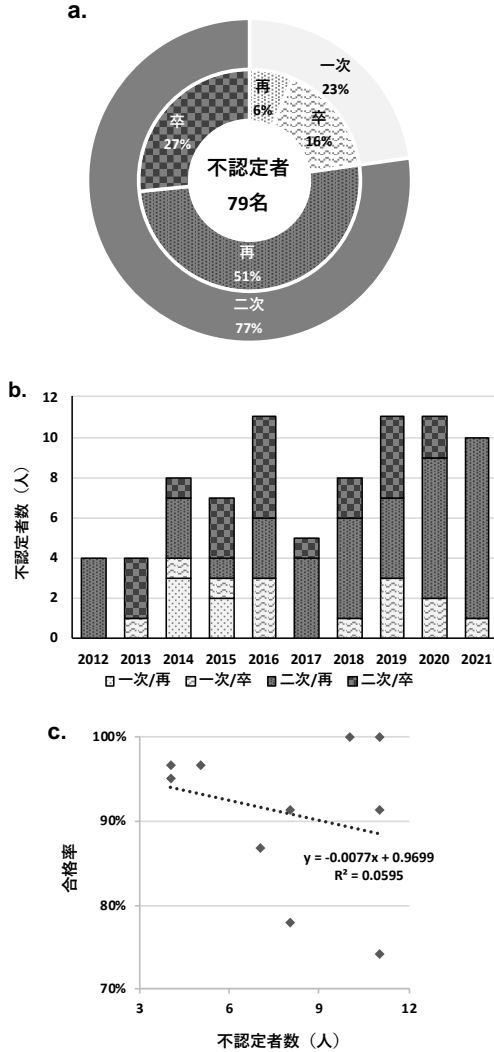 a.
一次
23%
再
6%
卒
16%
卒
27%
不認定者
79名
再
51%
二次
77%
b.
不認定者数（人）
12
10
8
6
4
2
0
2012 2013 2014 2015 2016 2017 2018 2019 2020 2021
一次/再 一次/卒 二次/再 二次/卒
c.
合格率
100%
90%
80%
70%
y = -0.0077x + 0.9699
R² = 0.0595
3 6 9 12
不認定者数（人）